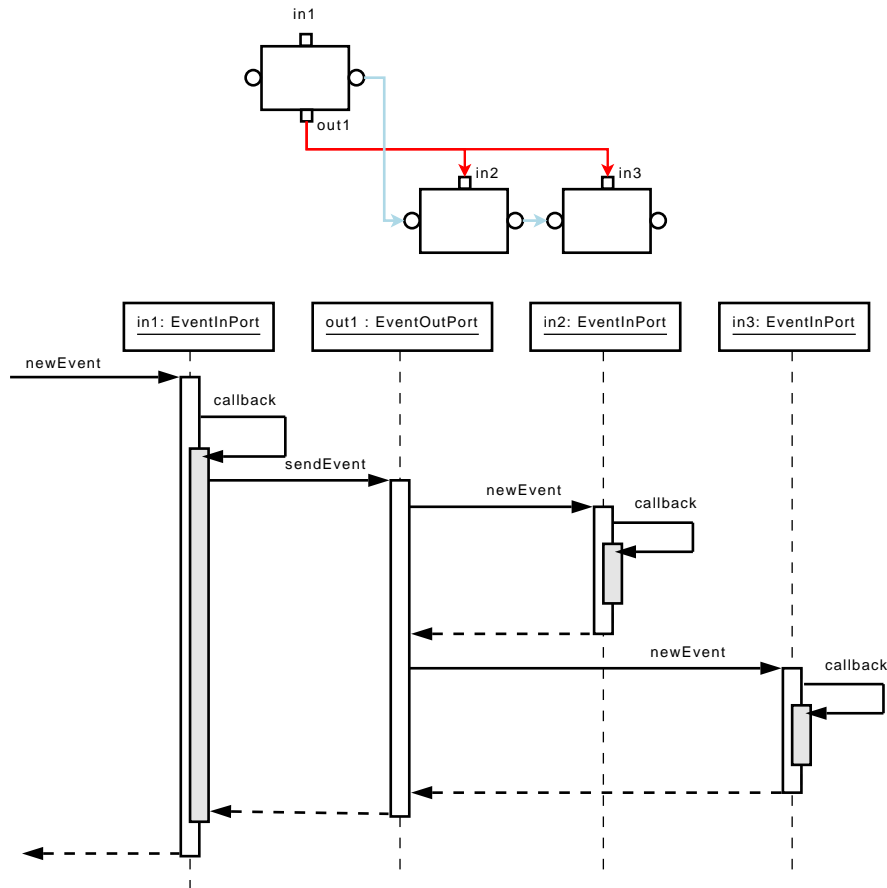 in1
out1
in2
in3
in1: EventInPort
out1 : EventOutPort
in2: EventInPort
in3: EventInPort
newEvent
callback
sendEvent
newEvent
callback
newEvent
callback